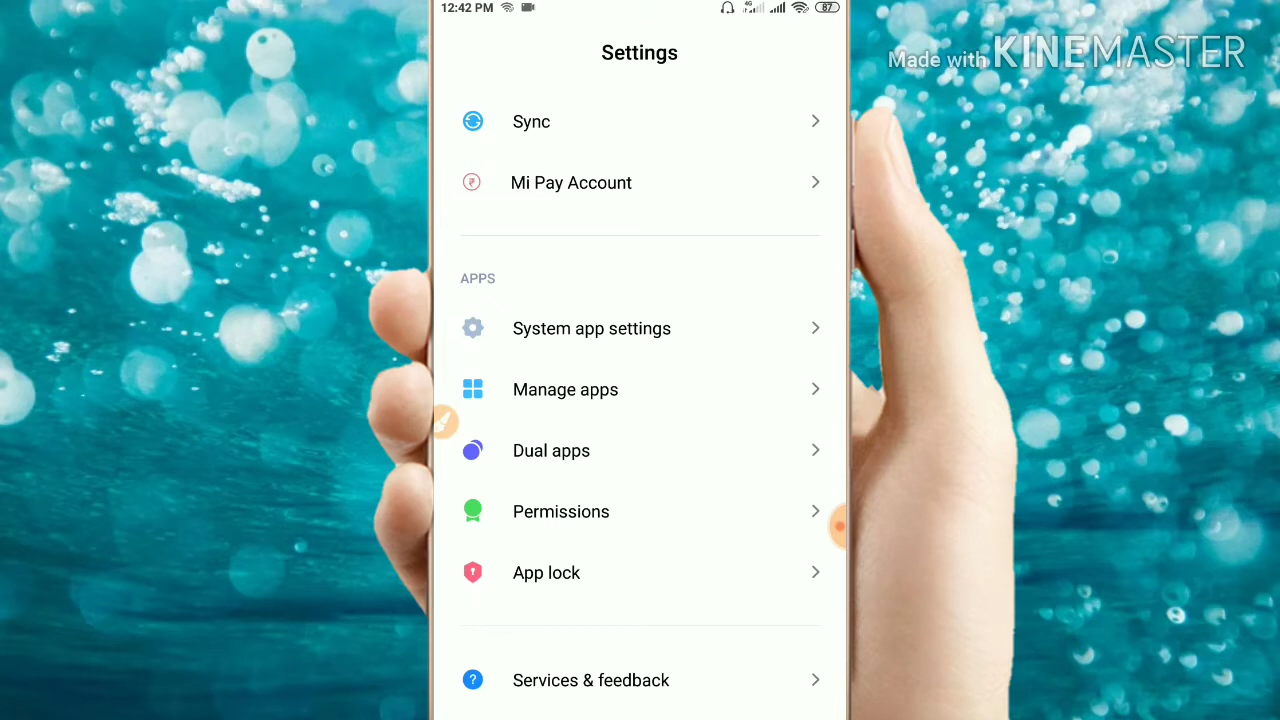 12:42 PM
4G
87
Made with KINEMASTER
Settings
Sync
₹
Mi Pay Account
APPS
System app settings
Manage apps
Dual apps
Permissions
App lock
?
Services & feedback